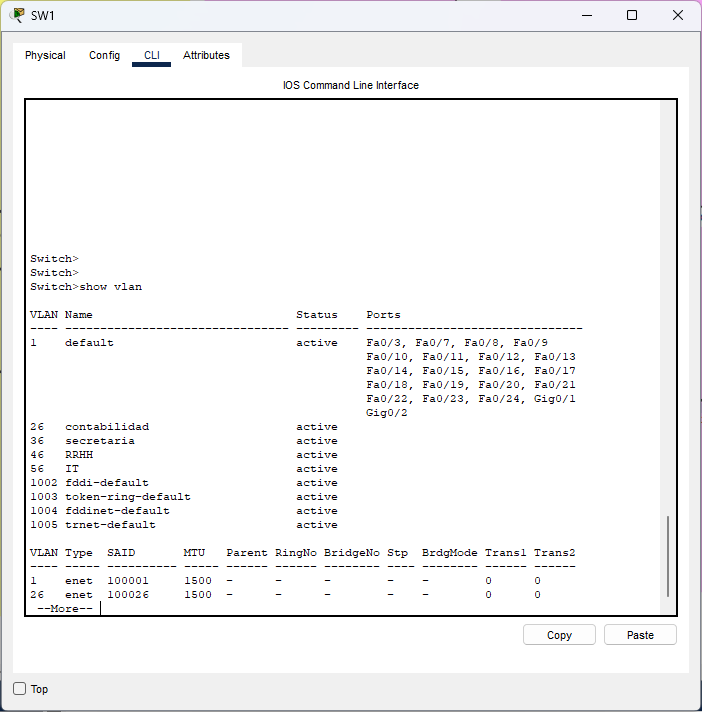 SW1
Physical Config CLI Attributes
IOS Command Line Interface
Switch>
Switch>
Switch>show vlan
VLAN Name                             Status    Ports
---- -------------------------------- --------- -------------------------------
1    default                          active    Fa0/3, Fa0/7, Fa0/8, Fa0/9
                                                Fa0/10, Fa0/11, Fa0/12, Fa0/13
                                                Fa0/14, Fa0/15, Fa0/16, Fa0/17
                                                Fa0/18, Fa0/19, Fa0/20, Fa0/21
                                                Fa0/22, Fa0/23, Fa0/24, Gig0/1
                                                Gig0/2
26   contabilidad                     active
36   secretaria                       active
46   RRHH                             active
56   IT                               active
1002 fddi-default                     active
1003 token-ring-default               active
1004 fddinet-default                  active
1005 trnet-default                    active
VLAN Type  SAID       MTU   Parent RingNo BridgeNo Stp  BrdgMode Trans1 Trans2
---- ----- ---------- ----- ------ ------ -------- ---- -------- ------ ------
1    enet  100001     1500  -      -      -        -    -        0      0
26   enet  100026     1500  -      -      -        -    -        0      0
 --More--
Copy Paste
Top